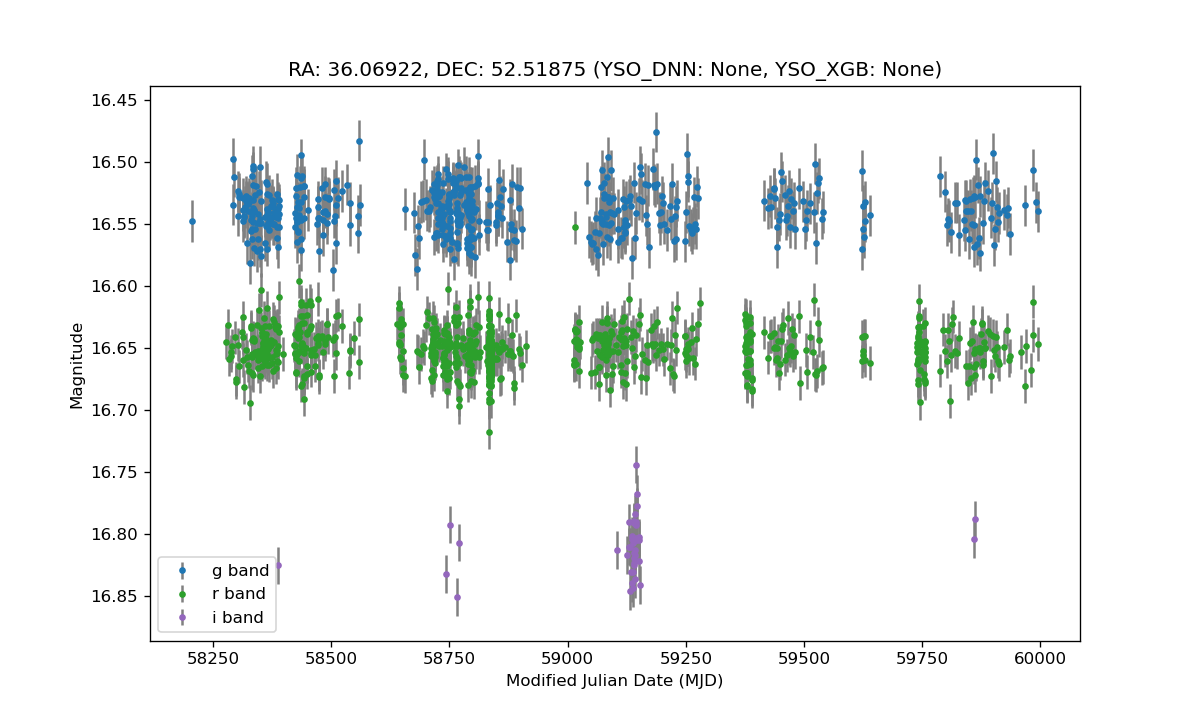 RA: 36.06922, DEC: 52.51875 (YSO_DNN: None, YSO_XGB: None)
16.45
16.50
16.55
16.60
16.65
16.70
16.75
16.80
16.85
Magnitude
g band
r band
i band
58250 58500 58750 59000 59250 59500 59750 60000
Modified Julian Date (MJD)